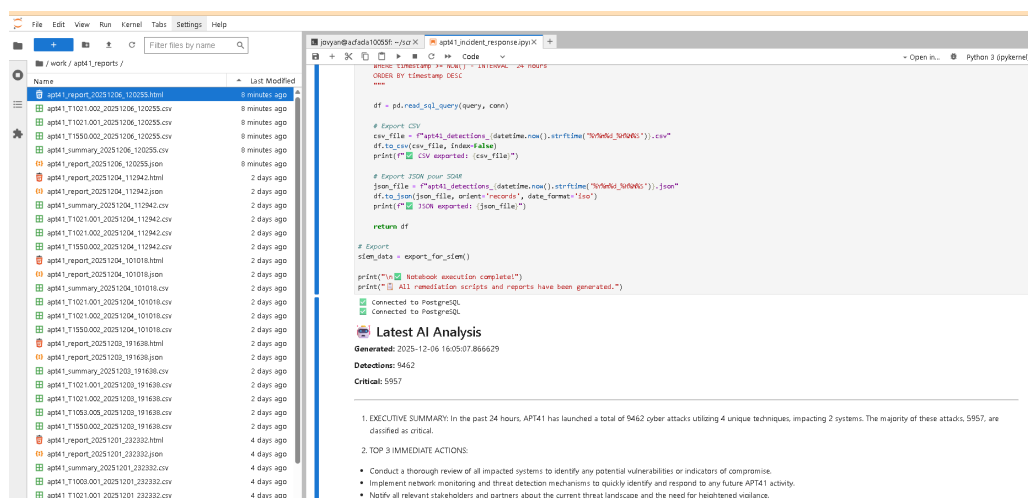 File Edit View Run Kernel Tabs Settings Help
+
Filter files by name
/ work / apt41_reports /
Name Last Modified
apt41_report_20251206_120255.html 8 minutes ago
apt41_T1021.002_20251206_120255.csv 8 minutes ago
apt41_T1550.002_20251206_120255.csv 8 minutes ago
apt41_summary_20251206_120255.csv 8 minutes ago
apt41_report_20251206_120255.json 8 minutes ago
apt41_report_20251204_112942.html 2 days ago
apt41_report_20251204_112942.json 2 days ago
apt41_summary_20251204_112942.csv 2 days ago
apt41_T1021.001_20251204_112942.csv 2 days ago
apt41_T1021.002_20251204_112942.csv 2 days ago
apt41_T1550.002_20251204_112942.csv 2 days ago
apt41_report_20251204_101018.html 2 days ago
apt41_report_20251204_101018.json 2 days ago
apt41_summary_20251204_101018.csv 2 days ago
apt41_T1021.001_20251204_101018.csv 2 days ago
apt41_T1021.002_20251204_101018.csv 2 days ago
apt41_T1550.002_20251204_101018.csv 2 days ago
apt41_report_20251203_191638.html 2 days ago
apt41_report_20251203_191638.json 2 days ago
apt41_summary_20251203_191638.csv 2 days ago
apt41_T1021.001_20251203_191638.csv 2 days ago
apt41_T1021.002_20251203_191638.csv 2 days ago
apt41_T1053.005_20251203_191638.csv 2 days ago
apt41_T1550.002_20251203_191638.csv 2 days ago
apt41_report_20251201_232332.html 4 days ago
apt41_summary_20251201_232332.csv 4 days ago
apt41_T1003.001_20251201_232332.csv 4 days ago
apt41_T1021.001_20251201_232332.csv 4 days ago
jovyan@acfada10055f: ~/scr apt41_incident_response.ipyı +
Code Open in... Python 3 (ipykernel)
WHERE timestamp >= NOW() - INTERVAL '24 hours'
ORDER BY timestamp DESC
"""
df = pd.read_sql_query(query, conn)
# Export CSV
csv_file = f"apt41_detections_{datetime.now().strftime('%Y%m%d_%H%M%S')}.csv"
df.to_csv(csv_file, index=False)
print(f"✅ CSV exported: {csv_file}")
# Export JSON pour SOAR
json_file = f"apt41_detections_{datetime.now().strftime('%Y%m%d_%H%M%S')}.json"
df.to_json(json_file, orient='records', date_format='iso')
print(f"✅ JSON exported: {json_file}")
return df
# Export
siem_data = export_for_siem()
print("\n✅ Notebook execution complete!")
print("📋 All remediation scripts and reports have been generated.")
✅ Connected to PostgreSQL
✅ Connected to PostgreSQL
🤖 Latest AI Analysis
Generated: 2025-12-06 16:05:07.866629
Detections: 9462
Critical: 5957
1. EXECUTIVE SUMMARY: In the past 24 hours, APT41 has launched a total of 9462 cyber attacks utilizing 4 unique techniques, impacting 2 systems. The majority of these attacks, 5957, are
classified as critical.
2. TOP 3 IMMEDIATE ACTIONS:
• Conduct a thorough review of all impacted systems to identify any potential vulnerabilities or indicators of compromise.
• Implement network monitoring and threat detection mechanisms to quickly identify and respond to any future APT41 activity.
• Notify all relevant stakeholders and partners about the current threat landscape and the need for heightened vigilance.